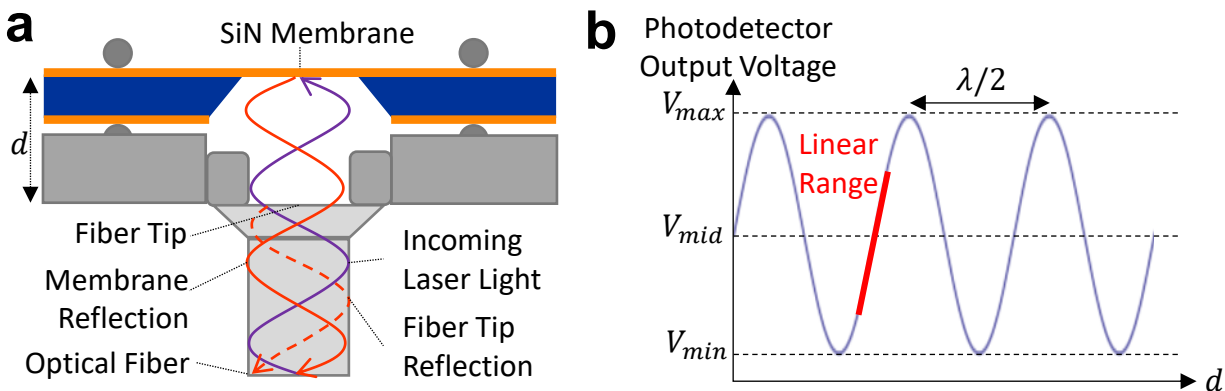 a
SiN Membrane
d
Fiber Tip
Membrane
Reflection
Optical Fiber
Incoming
Laser Light
Fiber Tip
Reflection
b
Photodetector
Output Voltage
λ/2
V_max
Linear
Range
V_mid
V_min
d